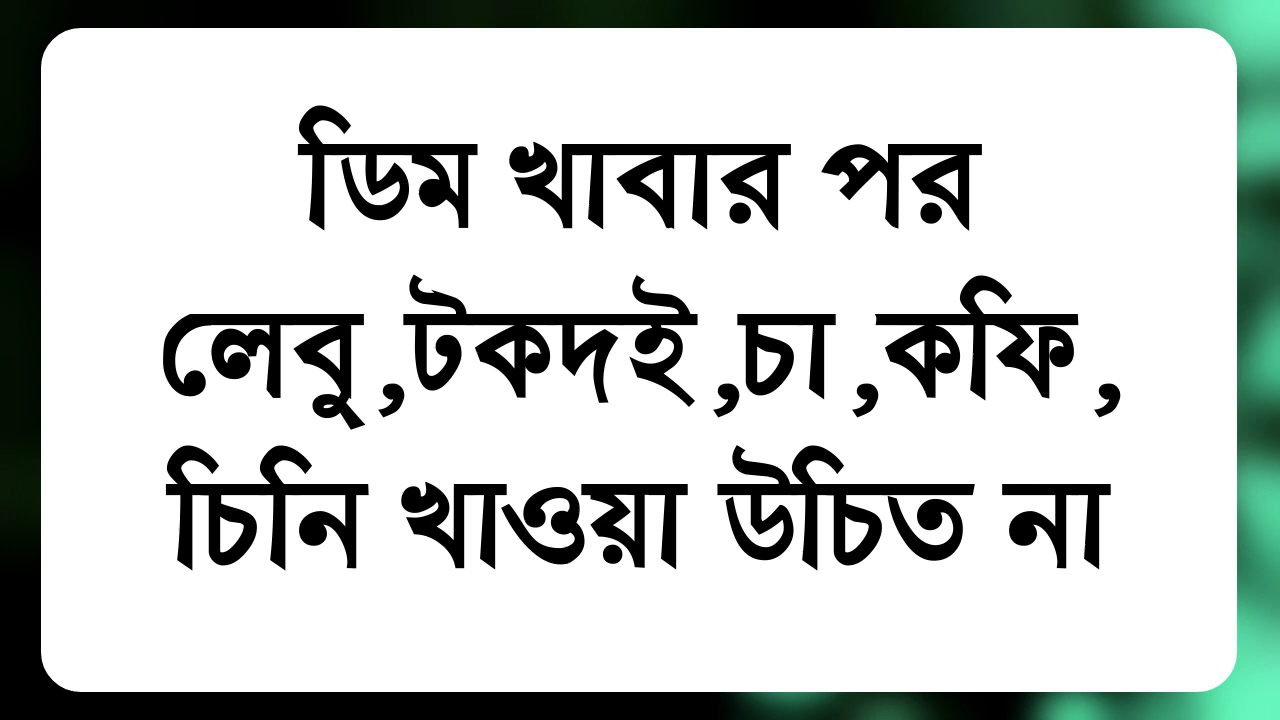 ডিম খাবার পর
লেবু ,টকদই ,চা ,কফি ,
চিনি খাওয়া উচিত না